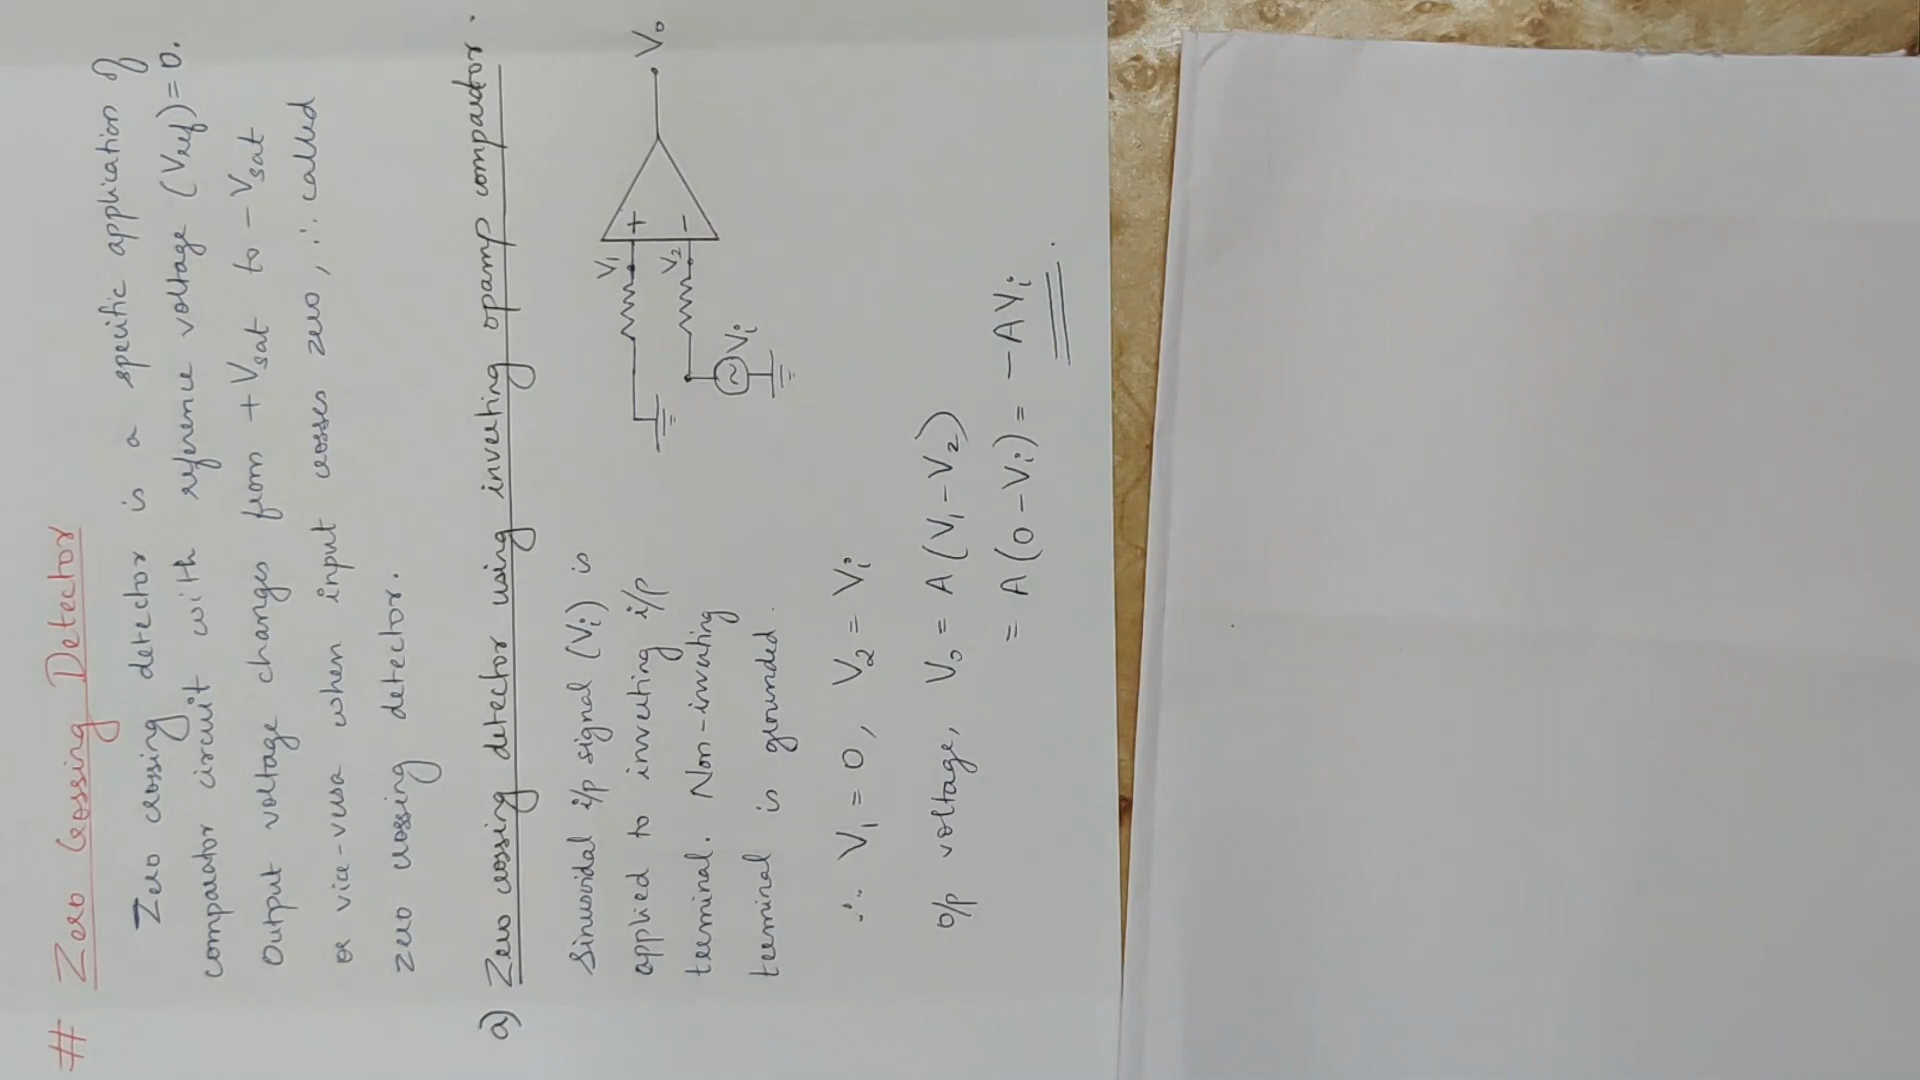 # Zero Crossing Detector
Zero crossing detector is a specific application of
comparator circuit with reference voltage (Vref) = 0.
Output voltage changes from +Vsat to -Vsat
or vice-versa when input crosses zero, ∴ called
zero crossing detector.
a) Zero crossing detector using inverting opamp comparator.
Sinusoidal i/p signal (Vi) is
applied to inverting i/p
terminal. Non-inverting
terminal is grounded.
V1
+
V2
-
Vo
~
Vi
∴ V1 = 0, V2 = Vi
o/p voltage, Vo = A(V1 - V2)
= A(0 - Vi) = -AVi